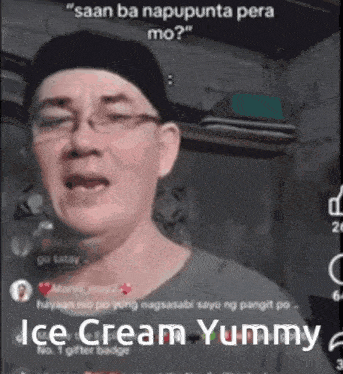 “saan ba napupunta pera
mo?”
:
go tatay
hayaan mo po yung nagsasabi sayo ng pangit po ..
Ice Cream Yummy
No. 1 gifter badge